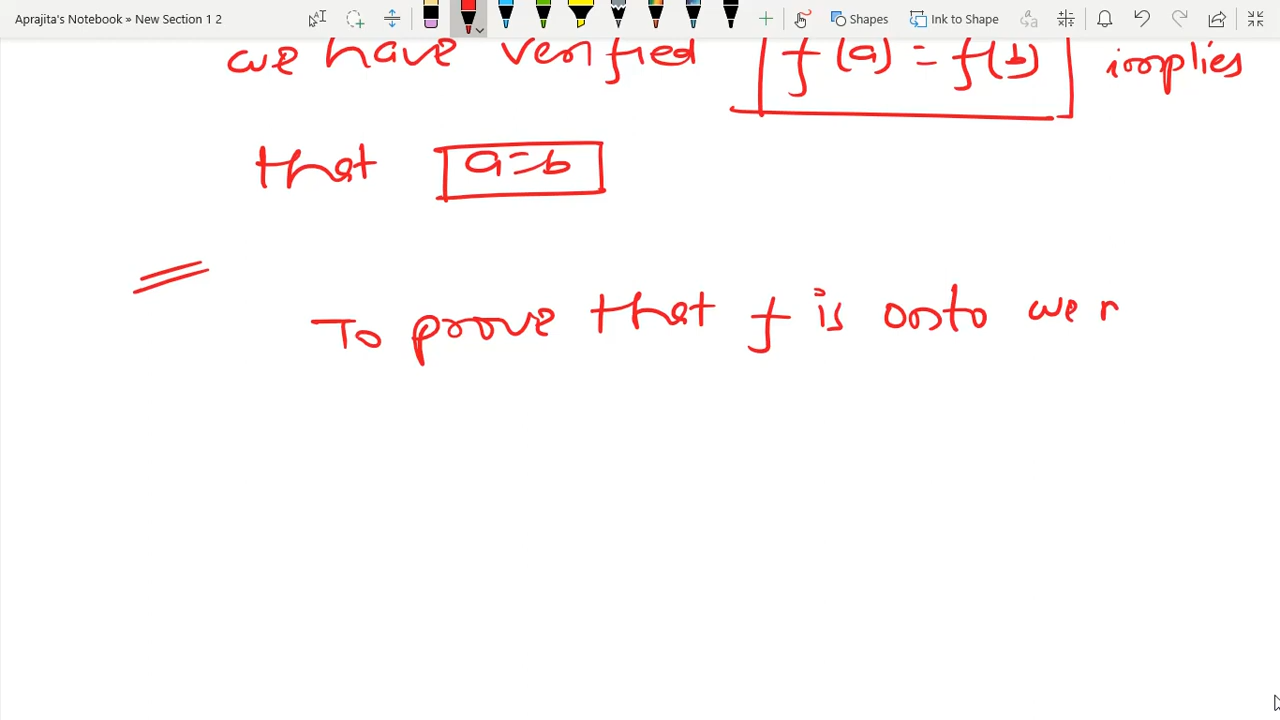 Aprajita's Notebook » New Section 1 2
Shapes
Ink to Shape
we have verified f(a) = f(b) implies
that a=b
To prove that f is onto we n